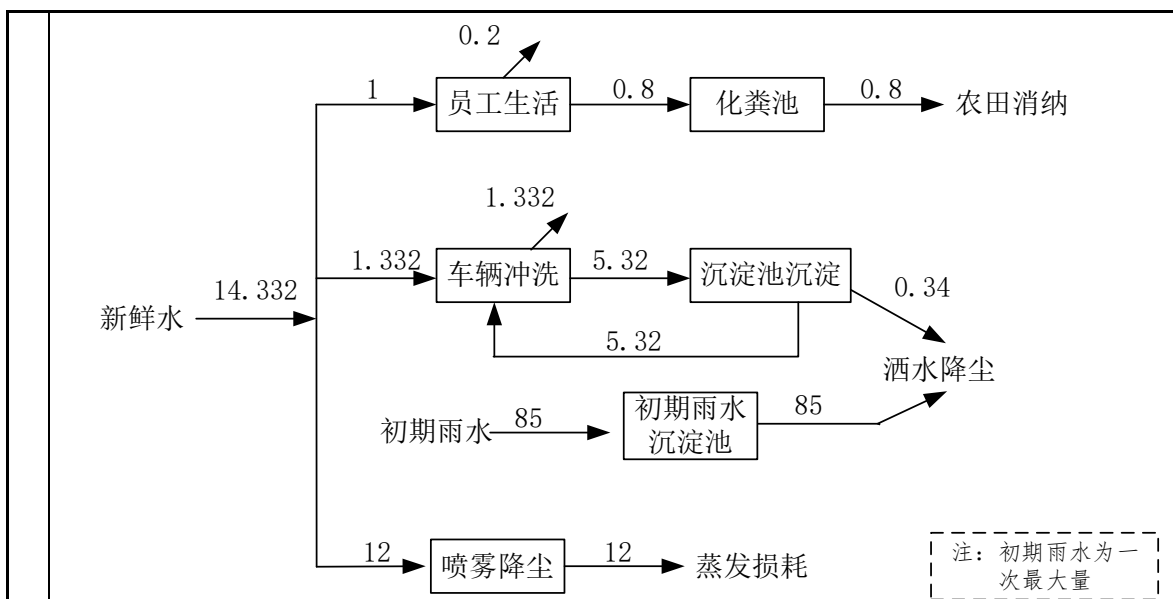 0.2
1
员工生活
0.8
化粪池
0.8
农田消纳
1.332
1.332
车辆冲洗
5.32
沉淀池沉淀
0.34
新鲜水
14.332
5.32
洒水降尘
初期雨水
85
初期雨水
沉淀池
85
12
喷雾降尘
12
蒸发损耗
注：初期雨水为一
次最大量